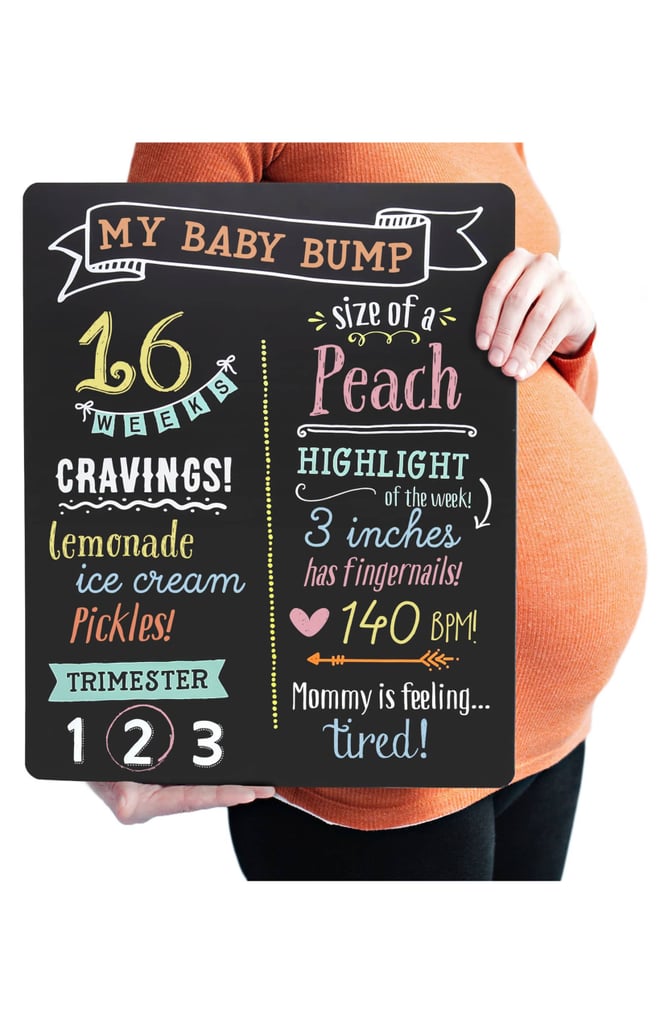 MY BABY BUMP
16
WEEKS
CRAVINGS!
Lemonade
ice cream
Pickles!
TRIMESTER
1 2 3
size of a
Peach
HIGHLIGHT
of the week!
3 inches
has fingernails!
140 BPM!
Mommy is feeling...
tired!